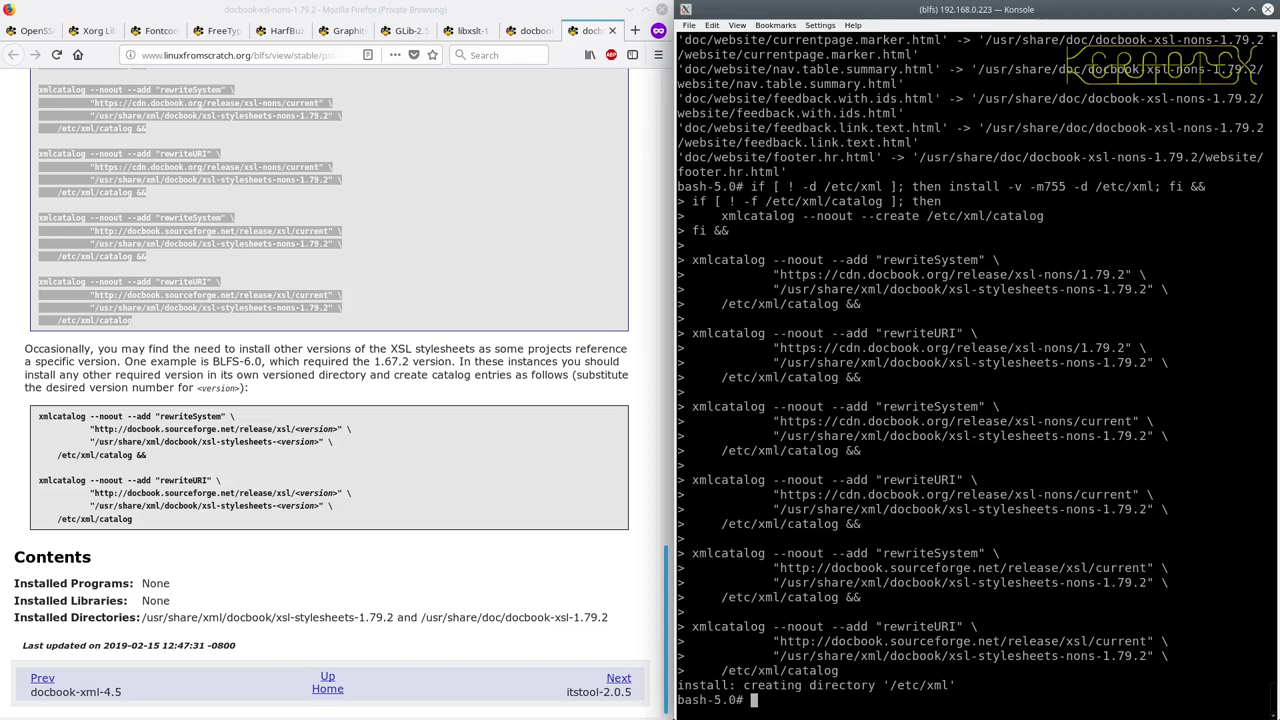 docbook-xsl-nons-1.79.2 - Mozilla Firefox (Private Browsing)
OpenSS
Xorg Lib
Fontcon
FreeTyp
HarfBuz
Graphit
GLib-2.
libxslt-1
docbool
docbo
www.linuxfromscratch.org/blfs/view/stable/pst
Search
xmlcatalog --noout --add "rewriteSystem" \
"https://cdn.docbook.org/release/xsl-nons/current" \
"/usr/share/xml/docbook/xsl-stylesheets-nons-1.79.2" \
/etc/xml/catalog &&
xmlcatalog --noout --add "rewriteURI" \
"https://cdn.docbook.org/release/xsl-nons/current" \
"/usr/share/xml/docbook/xsl-stylesheets-nons-1.79.2" \
/etc/xml/catalog &&
xmlcatalog --noout --add "rewriteSystem" \
"http://docbook.sourceforge.net/release/xsl/current" \
"/usr/share/xml/docbook/xsl-stylesheets-nons-1.79.2" \
/etc/xml/catalog &&
xmlcatalog --noout --add "rewriteURI" \
"http://docbook.sourceforge.net/release/xsl/current" \
"/usr/share/xml/docbook/xsl-stylesheets-nons-1.79.2" \
/etc/xml/catalog
Occasionally, you may find the need to install other versions of the XSL stylesheets as some projects reference
a specific version. One example is BLFS-6.0, which required the 1.67.2 version. In these instances you should
install any other required version in its own versioned directory and create catalog entries as follows (substitute
the desired version number for <version>):
xmlcatalog --noout --add "rewriteSystem" \
"http://docbook.sourceforge.net/release/xsl/<version>" \
"/usr/share/xml/docbook/xsl-stylesheets-<version>" \
/etc/xml/catalog &&
xmlcatalog --noout --add "rewriteURI" \
"http://docbook.sourceforge.net/release/xsl/<version>" \
"/usr/share/xml/docbook/xsl-stylesheets-<version>" \
/etc/xml/catalog
Contents
Installed Programs: None
Installed Libraries: None
Installed Directories: /usr/share/xml/docbook/xsl-stylesheets-1.79.2 and /usr/share/doc/docbook-xsl-1.79.2
Last updated on 2019-02-15 12:47:31 -0800
Prev
Up
Next
docbook-xml-4.5
Home
itstool-2.0.5
(blfs) 192.168.0.223 — Konsole
File Edit View Bookmarks Settings Help
'doc/website/currentpage.marker.html' -> '/usr/share/doc/docbook-xsl-nons-1.79.2
/website/currentpage.marker.html'
'doc/website/nav.table.summary.html' -> '/usr/share/doc/docbook-xsl-nons-1.79.2/
website/nav.table.summary.html'
'doc/website/feedback.with.ids.html' -> '/usr/share/doc/docbook-xsl-nons-1.79.2/
website/feedback.with.ids.html'
'doc/website/feedback.link.text.html' -> '/usr/share/doc/docbook-xsl-nons-1.79.2
/website/feedback.link.text.html'
'doc/website/footer.hr.html' -> '/usr/share/doc/docbook-xsl-nons-1.79.2/website/
footer.hr.html'
bash-5.0# if [ ! -d /etc/xml ]; then install -v -m755 -d /etc/xml; fi &&
> if [ ! -f /etc/xml/catalog ]; then
>     xmlcatalog --noout --create /etc/xml/catalog
> fi &&
>
> xmlcatalog --noout --add "rewriteSystem" \
>            "https://cdn.docbook.org/release/xsl-nons/1.79.2" \
>            "/usr/share/xml/docbook/xsl-stylesheets-nons-1.79.2" \
>     /etc/xml/catalog &&
>
> xmlcatalog --noout --add "rewriteURI" \
>            "https://cdn.docbook.org/release/xsl-nons/1.79.2" \
>            "/usr/share/xml/docbook/xsl-stylesheets-nons-1.79.2" \
>     /etc/xml/catalog &&
>
> xmlcatalog --noout --add "rewriteSystem" \
>            "https://cdn.docbook.org/release/xsl-nons/current" \
>            "/usr/share/xml/docbook/xsl-stylesheets-nons-1.79.2" \
>     /etc/xml/catalog &&
>
> xmlcatalog --noout --add "rewriteURI" \
>            "https://cdn.docbook.org/release/xsl-nons/current" \
>            "/usr/share/xml/docbook/xsl-stylesheets-nons-1.79.2" \
>     /etc/xml/catalog &&
>
> xmlcatalog --noout --add "rewriteSystem" \
>            "http://docbook.sourceforge.net/release/xsl/current" \
>            "/usr/share/xml/docbook/xsl-stylesheets-nons-1.79.2" \
>     /etc/xml/catalog &&
>
> xmlcatalog --noout --add "rewriteURI" \
>            "http://docbook.sourceforge.net/release/xsl/current" \
>            "/usr/share/xml/docbook/xsl-stylesheets-nons-1.79.2" \
>     /etc/xml/catalog
install: creating directory '/etc/xml'
bash-5.0#